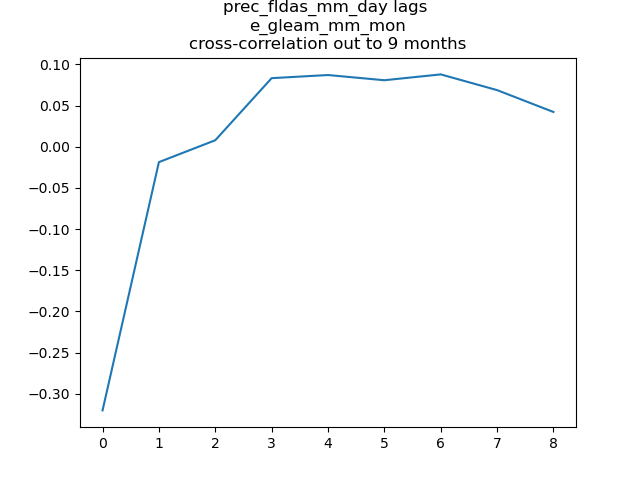 prec_fldas_mm_day lags
e_gleam_mm_mon
cross-correlation out to 9 months
0.10
0.05
0.00
−0.05
−0.10
−0.15
−0.20
−0.25
−0.30
0 1 2 3 4 5 6 7 8